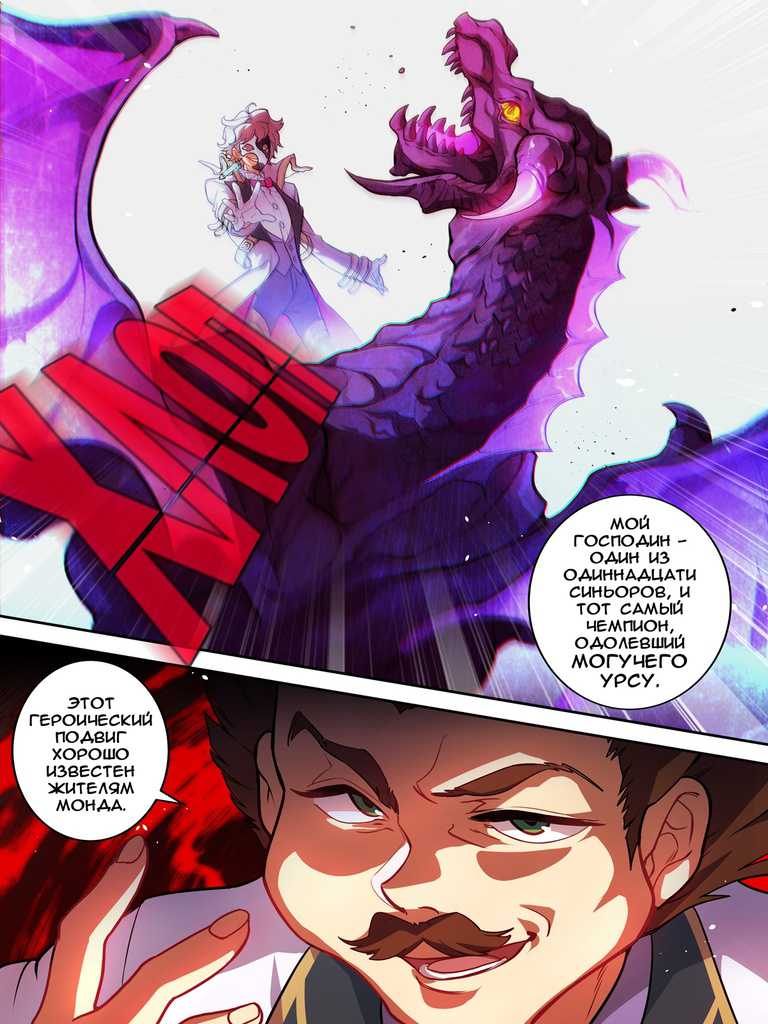 ХЛОП
МОЙ
ГОСПОДИН –
ОДИН ИЗ
ОДИННАДЦАТИ
СИНЬОРОВ, И
ТОТ САМЫЙ
ЧЕМПИОН,
ОДОЛЕВШИЙ
МОГУЧЕГО
УРСУ.
ЭТОТ
ГЕРОИЧЕСКИЙ
ПОДВИГ
ХОРОШО
ИЗВЕСТЕН
ЖИТЕЛЯМ
МОНДА.